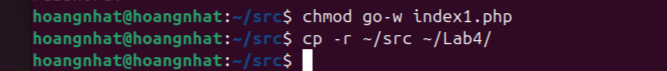 hoangnhat@hoangnhat:~/src$ chmod go-w index1.php
hoangnhat@hoangnhat:~/src$ cp -r ~/src ~/Lab4/
hoangnhat@hoangnhat:~/src$